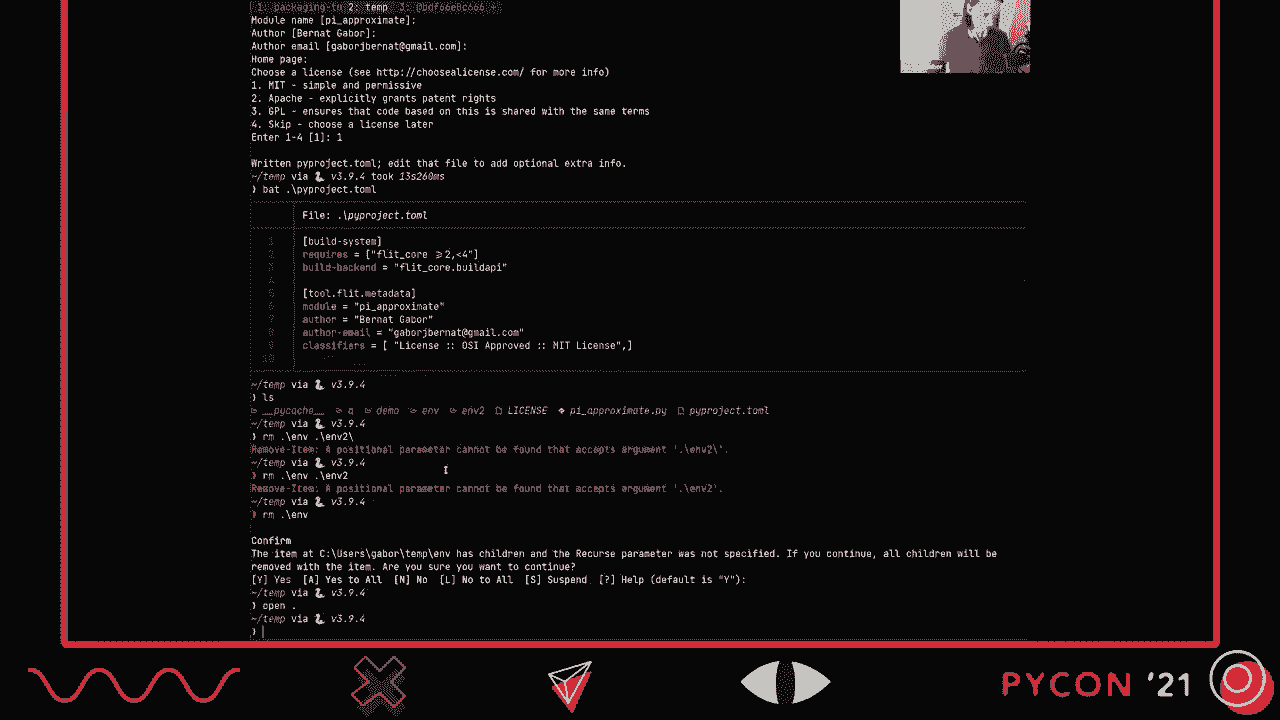 2. temp
Module name [pi_approximate]:
Author [Bernat Gabor]:
Author email [gaborjbernat@gmail.com]:
Home page:
Choose a license (see http://choosealicense.com/ for more info)
1. MIT - simple and permissive
2. Apache - explicitly grants patent rights
3. GPL - ensures that code based on this is shared with the same terms
4. Skip - choose a license later
Enter 1-4 [1]: 1
Written pyproject.toml; edit that file to add optional extra info.
~/temp via 🐍 v3.9.4 took 13s260ms
❯ bat .\pyproject.toml
File: .\pyproject.toml
1 [build-system]
2 requires = ["flit_core >=2,<4"]
3 build-backend = "flit_core.buildapi"
4
5 [tool.flit.metadata]
6 module = "pi_approximate"
7 author = "Bernat Gabor"
8 author-email = "gaborjbernat@gmail.com"
9 classifiers = [ "License :: OSI Approved :: MIT License",]
10
~/temp via 🐍 v3.9.4
❯ ls
__pycache__ a demo env env2 LICENSE pi_approximate.py pyproject.toml
~/temp via 🐍 v3.9.4
❯ rm .\env .\env2\
Remove-Item: A positional parameter cannot be found that accepts argument '.\env2\'.
~/temp via 🐍 v3.9.4
❯ rm .\env .\env2
Remove-Item: A positional parameter cannot be found that accepts argument '.\env2'.
~/temp via 🐍 v3.9.4
❯ rm .\env
Confirm
The item at C:\Users\gabor\temp\env has children and the Recurse parameter was not specified. If you continue, all children will be
removed with the item. Are you sure you want to continue?
[Y] Yes [A] Yes to All [N] No [L] No to All [S] Suspend [?] Help (default is "Y"):
~/temp via 🐍 v3.9.4
❯ open .
~/temp via 🐍 v3.9.4
❯
PYCON '21